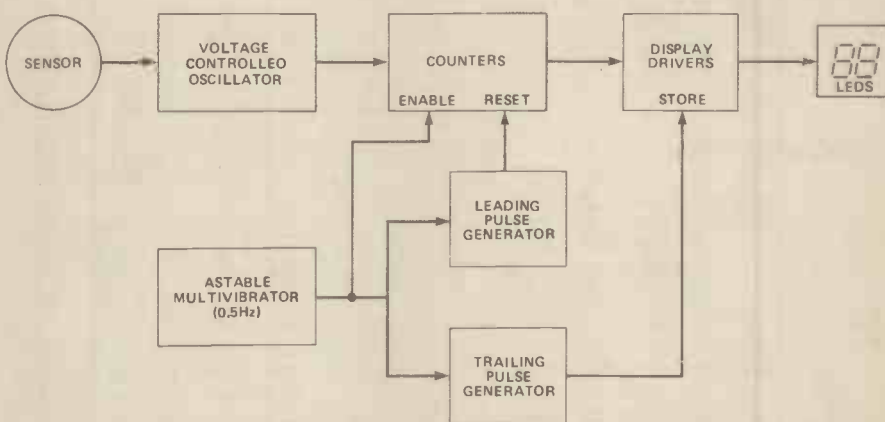 SENSOR
VOLTAGE
CONTROLLEO
OSCILLATOR
COUNTERS
ENABLE RESET
DISPLAY
DRIVERS
STORE
88
LEDS
LEADING
PULSE
GENERATOR
ASTABLE
MULTIVIBRATOR
(0.5Hz)
TRAILING
PULSE
GENERATOR